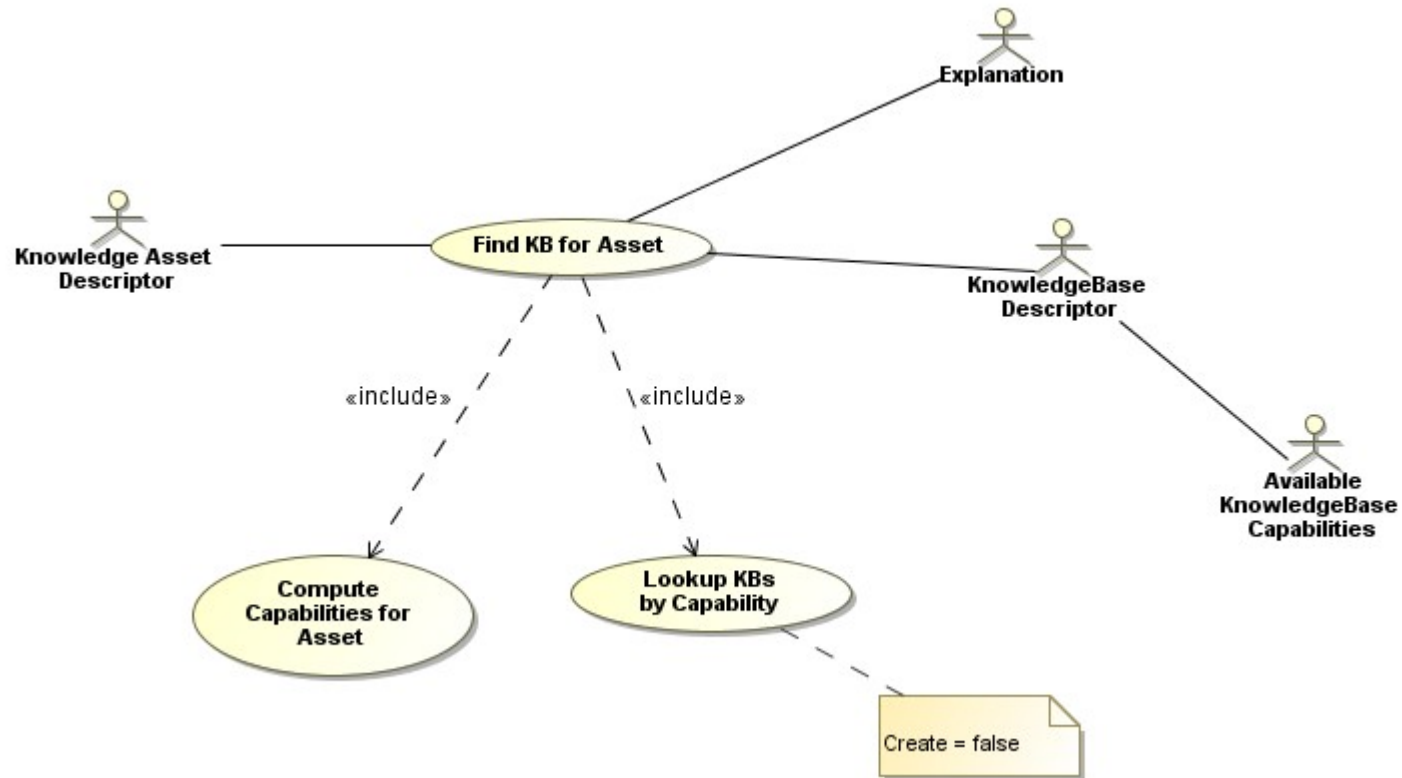 Explanation
Find KB for Asset
Knowledge Asset
Descriptor
KnowledgeBase
Descriptor
«include»
«include»
Available
KnowledgeBase
Capabilities
Compute
Capabilities for
Asset
Lookup KBs
by Capability
Create = false